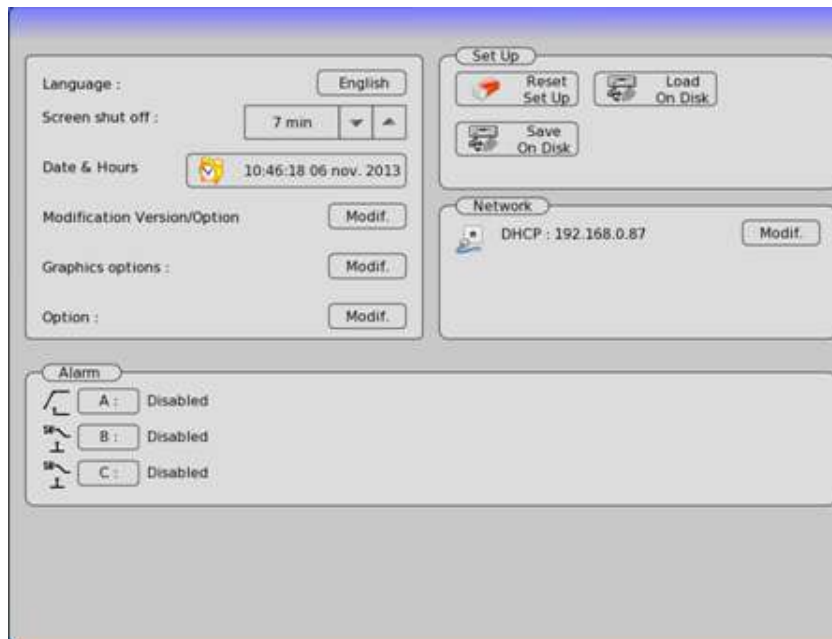 Language :
English
Screen shut off :
7 min
Date & Hours
10:46:18 06 nov. 2013
Modification Version/Option
Modif.
Graphics options :
Modif.
Option :
Modif.
Set Up
Reset
Set Up
Load
On Disk
Save
On Disk
Network
DHCP : 192.168.0.87
Modif.
Alarm
A :
Disabled
B :
Disabled
C :
Disabled